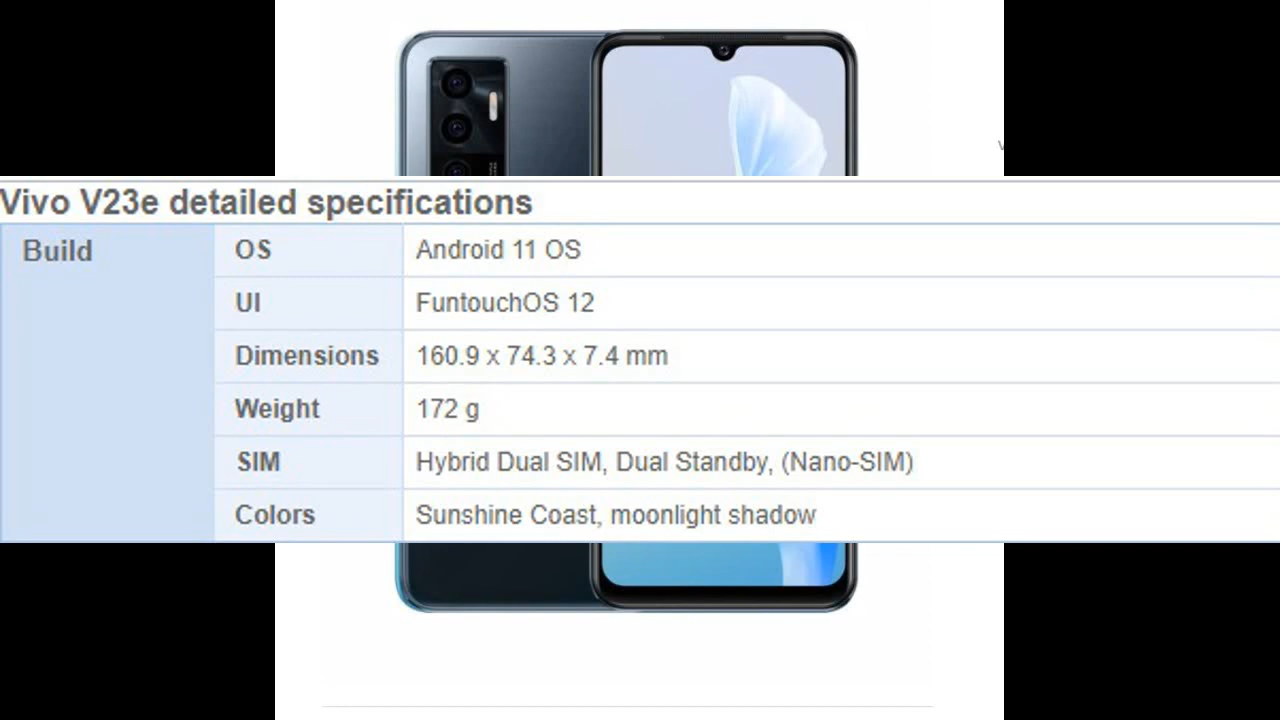 Vivo V23e detailed specifications
Build OS Android 11 OS
UI FuntouchOS 12
Dimensions 160.9 x 74.3 x 7.4 mm
Weight 172 g
SIM Hybrid Dual SIM, Dual Standby, (Nano-SIM)
Colors Sunshine Coast, moonlight shadow